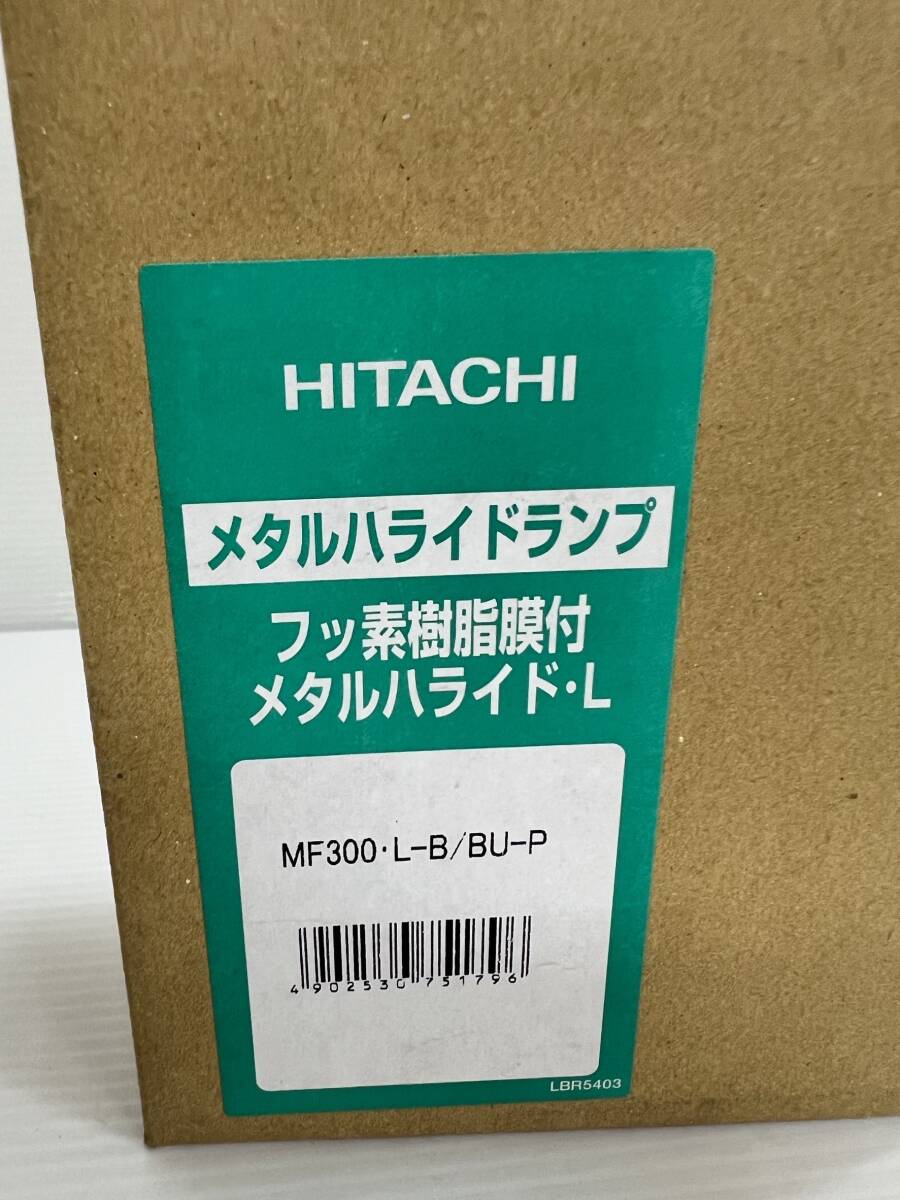 HITACHI
メタルハライドランプ
フッ素樹脂膜付
メタルハライド・L
MF300・L-B/BU-P
4902530751796
LBR5403